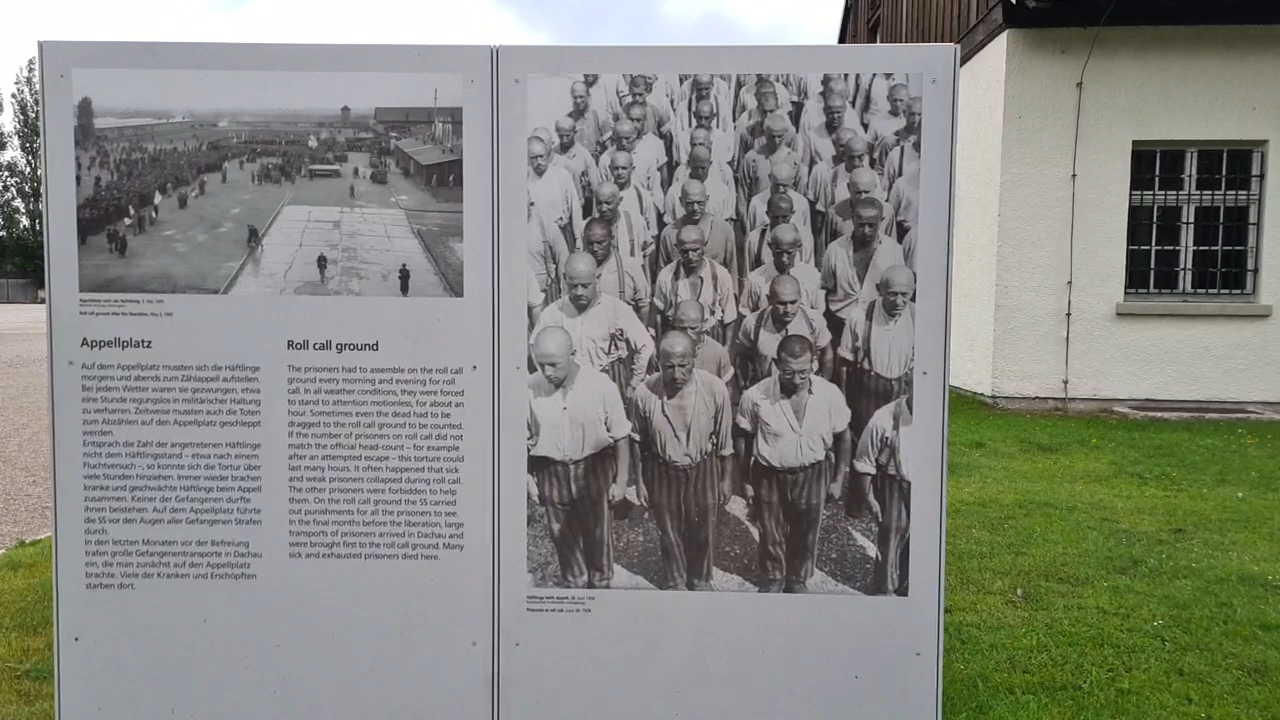 Appellplatz nach der Befreiung, 3. Mai 1945
Roll call ground after the liberation, May 3, 1945
Appellplatz
Auf dem Appellplatz mussten sich die Häftlinge
morgens und abends zum Zählappell aufstellen.
Bei jedem Wetter waren sie gezwungen, etwa
eine Stunde regungslos in militärischer Haltung
zu verharren. Zeitweise mussten auch die Toten
zum Abzählen auf den Appellplatz geschleppt
werden.
Entsprach die Zahl der angetretenen Häftlinge
nicht dem Häftlingsstand – etwa nach einem
Fluchtversuch –, so konnte sich die Tortur über
viele Stunden hinziehen. Immer wieder brachen
kranke und geschwächte Häftlinge beim Appell
zusammen. Keiner der Gefangenen durfte
ihnen beistehen. Auf dem Appellplatz führte
die SS vor den Augen aller Gefangenen Strafen
durch.
In den letzten Monaten vor der Befreiung
trafen große Gefangenentransporte in Dachau
ein, die man zunächst auf den Appellplatz
brachte. Viele der Kranken und Erschöpften
starben dort.
Roll call ground
The prisoners had to assemble on the roll call
ground every morning and evening for roll
call. In all weather conditions, they were forced
to stand to attention motionless, for about an
hour. Sometimes even the dead had to be
dragged to the roll call ground to be counted.
If the number of prisoners on roll call did not
match the official head-count – for example
after an attempted escape – this torture could
last many hours. It often happened that sick
and weak prisoners collapsed during roll call.
The other prisoners were forbidden to help
them. On the roll call ground the SS carried
out punishments for all the prisoners to see.
In the final months before the liberation, large
transports of prisoners arrived in Dachau and
were brought first to the roll call ground. Many
sick and exhausted prisoners died here.
Häftlinge beim Appell, 28. Juni 1938
Prisoners at roll call, June 28, 1938